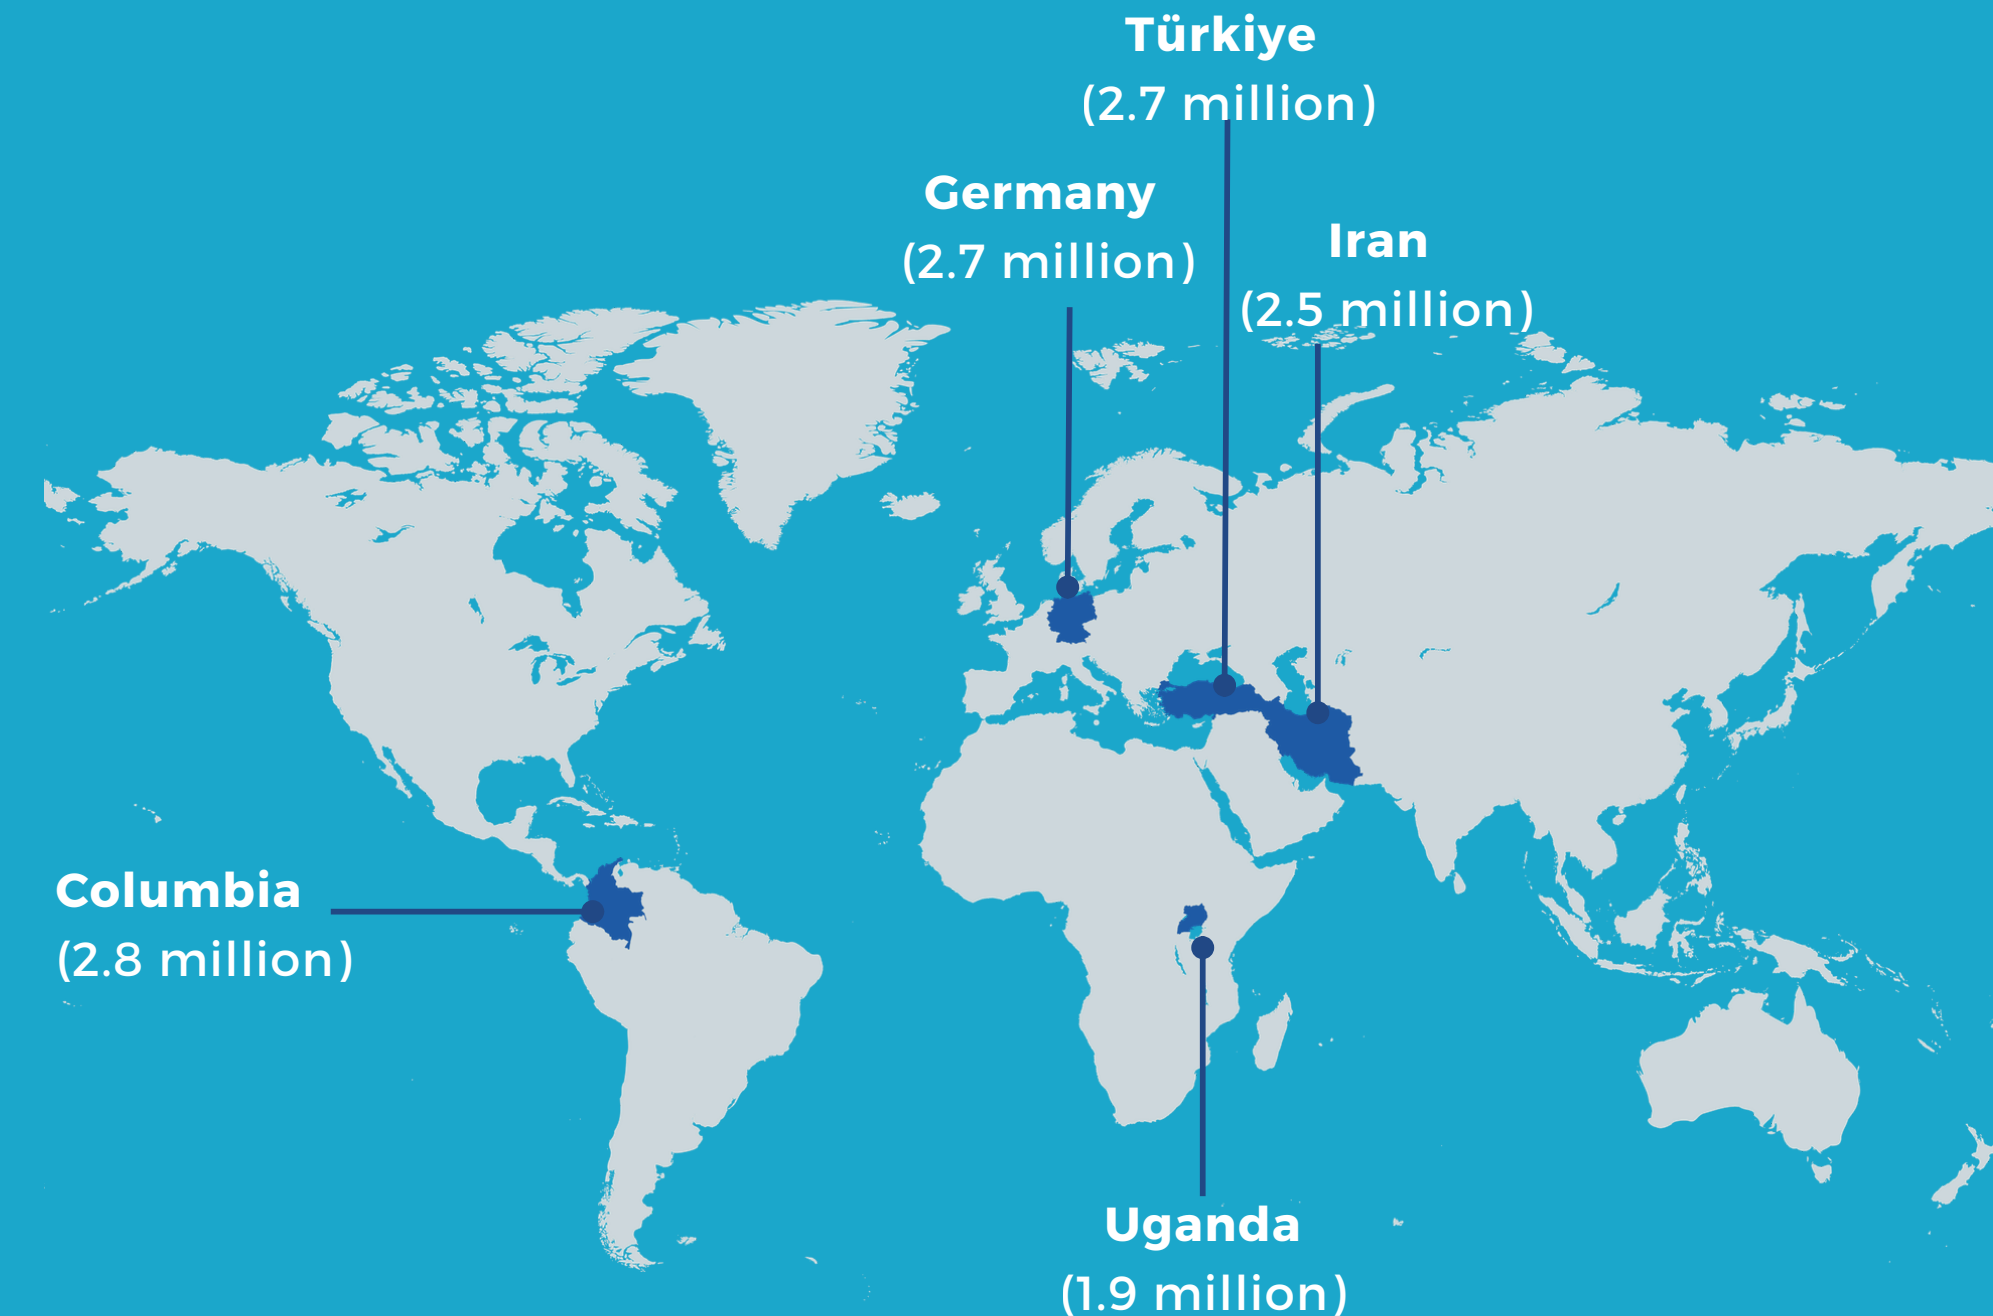 Türkiye
(2.7 million)
Germany
(2.7 million)
Iran
(2.5 million)
Columbia
(2.8 million)
Uganda
(1.9 million)